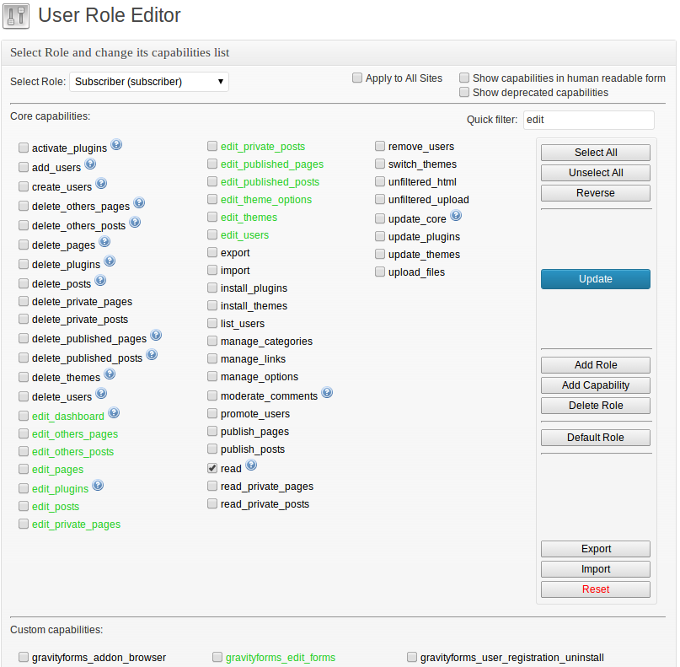 User Role Editor
Select Role and change its capabilities list
Select Role: Subscriber (subscriber)
Apply to All Sites
Show capabilities in human readable form
Show deprecated capabilities
Core capabilities:
Quick filter: edit
activate_plugins
add_users
create_users
delete_others_pages
delete_others_posts
delete_pages
delete_plugins
delete_posts
delete_private_pages
delete_private_posts
delete_published_pages
delete_published_posts
delete_themes
delete_users
edit_dashboard
edit_others_pages
edit_others_posts
edit_pages
edit_plugins
edit_posts
edit_private_pages
edit_private_posts
edit_published_pages
edit_published_posts
edit_theme_options
edit_themes
edit_users
export
import
install_plugins
install_themes
list_users
manage_categories
manage_links
manage_options
moderate_comments
promote_users
publish_pages
publish_posts
read
read_private_pages
read_private_posts
remove_users
switch_themes
unfiltered_html
unfiltered_upload
update_core
update_plugins
update_themes
upload_files
Select All
Unselect All
Reverse
Update
Add Role
Add Capability
Delete Role
Default Role
Export
Import
Reset
Custom capabilities:
gravityforms_addon_browser
gravityforms_edit_forms
gravityforms_user_registration_uninstall